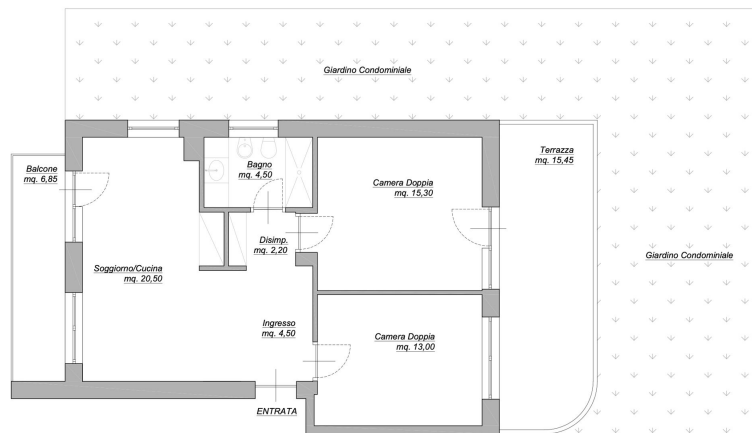 Giardino Condominiale
Balcone
mq. 6,85
Bagno
mq. 4,50
Camera Doppia
mq. 15,30
Terrazza
mq. 15,45
Disimp.
mq. 2,20
Giardino Condominiale
Soggiorno/Cucina
mq. 20,50
Ingresso
mq. 4,50
Camera Doppia
mq. 13,00
ENTRATA